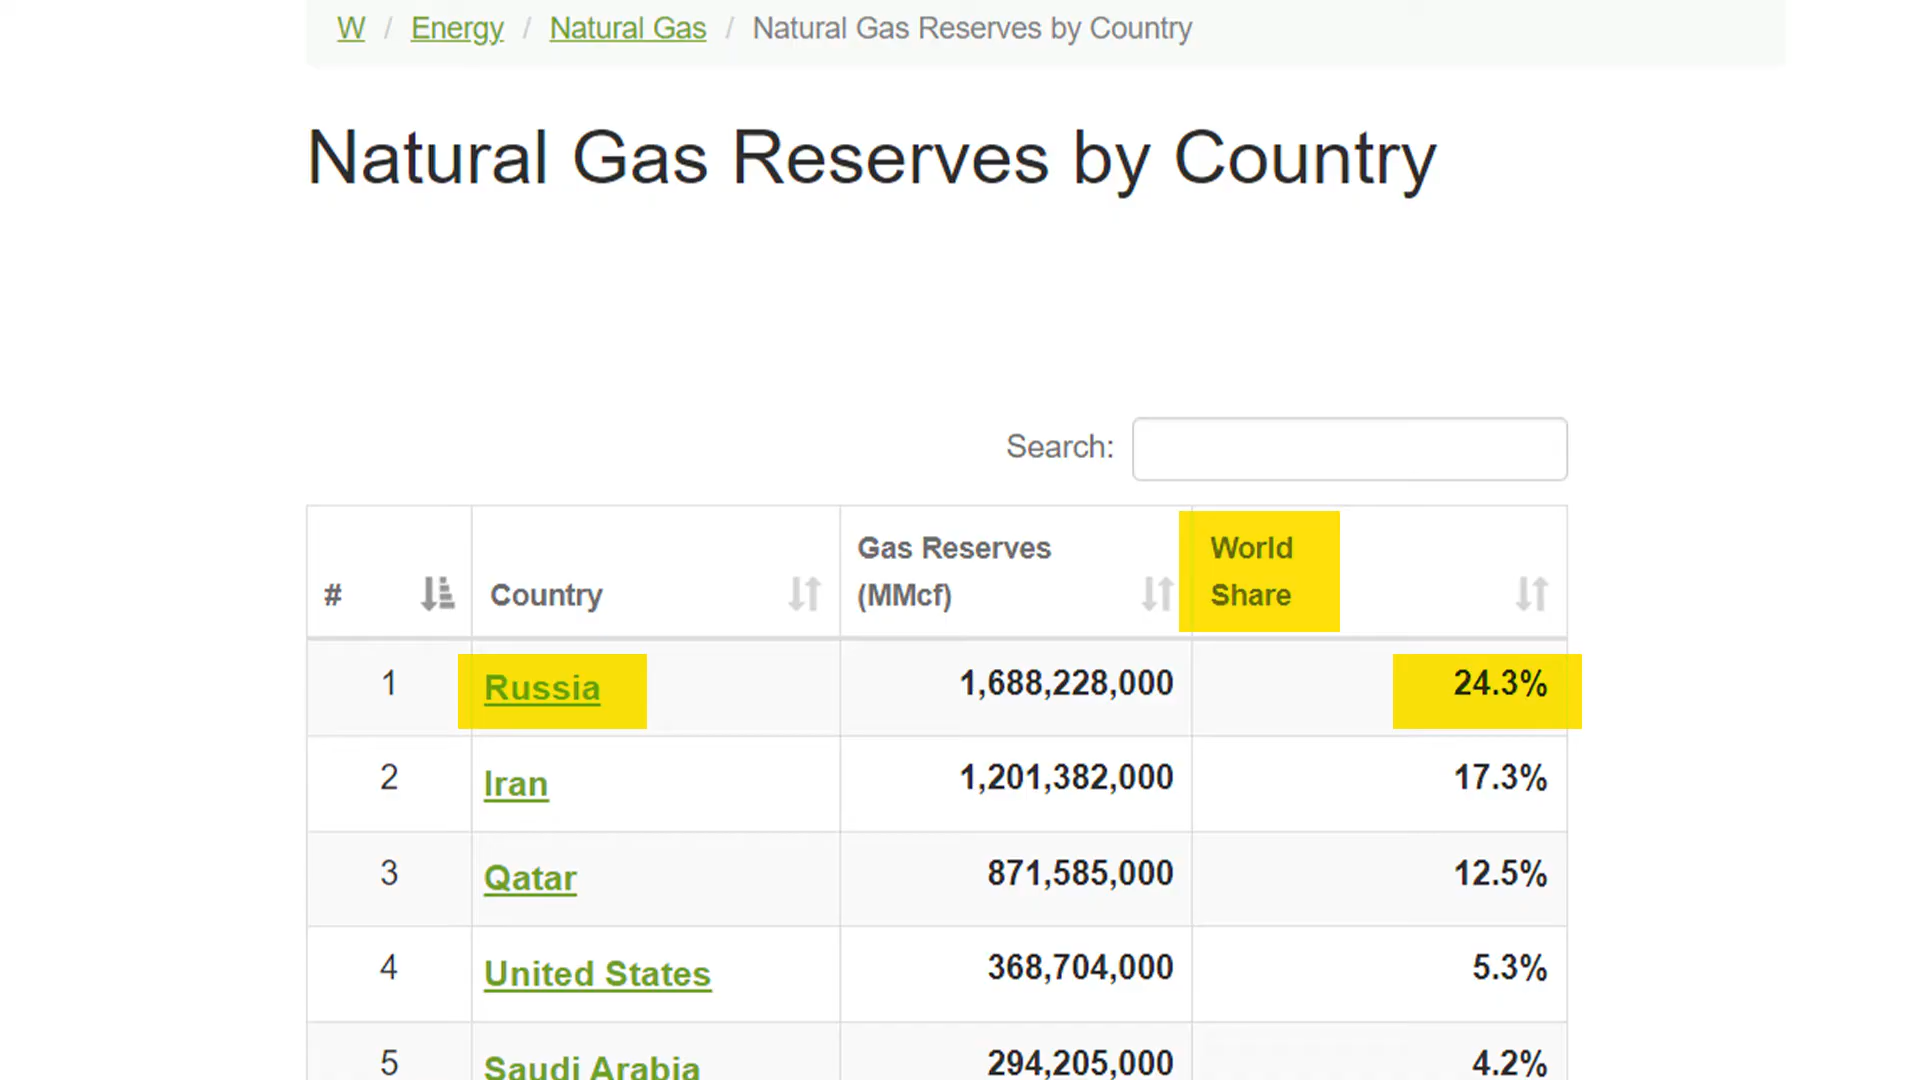 W / Energy / Natural Gas / Natural Gas Reserves by Country
Natural Gas Reserves by Country
Search:
# Country Gas Reserves (MMcf) World Share
1 Russia 1,688,228,000 24.3%
2 Iran 1,201,382,000 17.3%
3 Qatar 871,585,000 12.5%
4 United States 368,704,000 5.3%
5 Saudi Arabia 294,205,000 4.2%